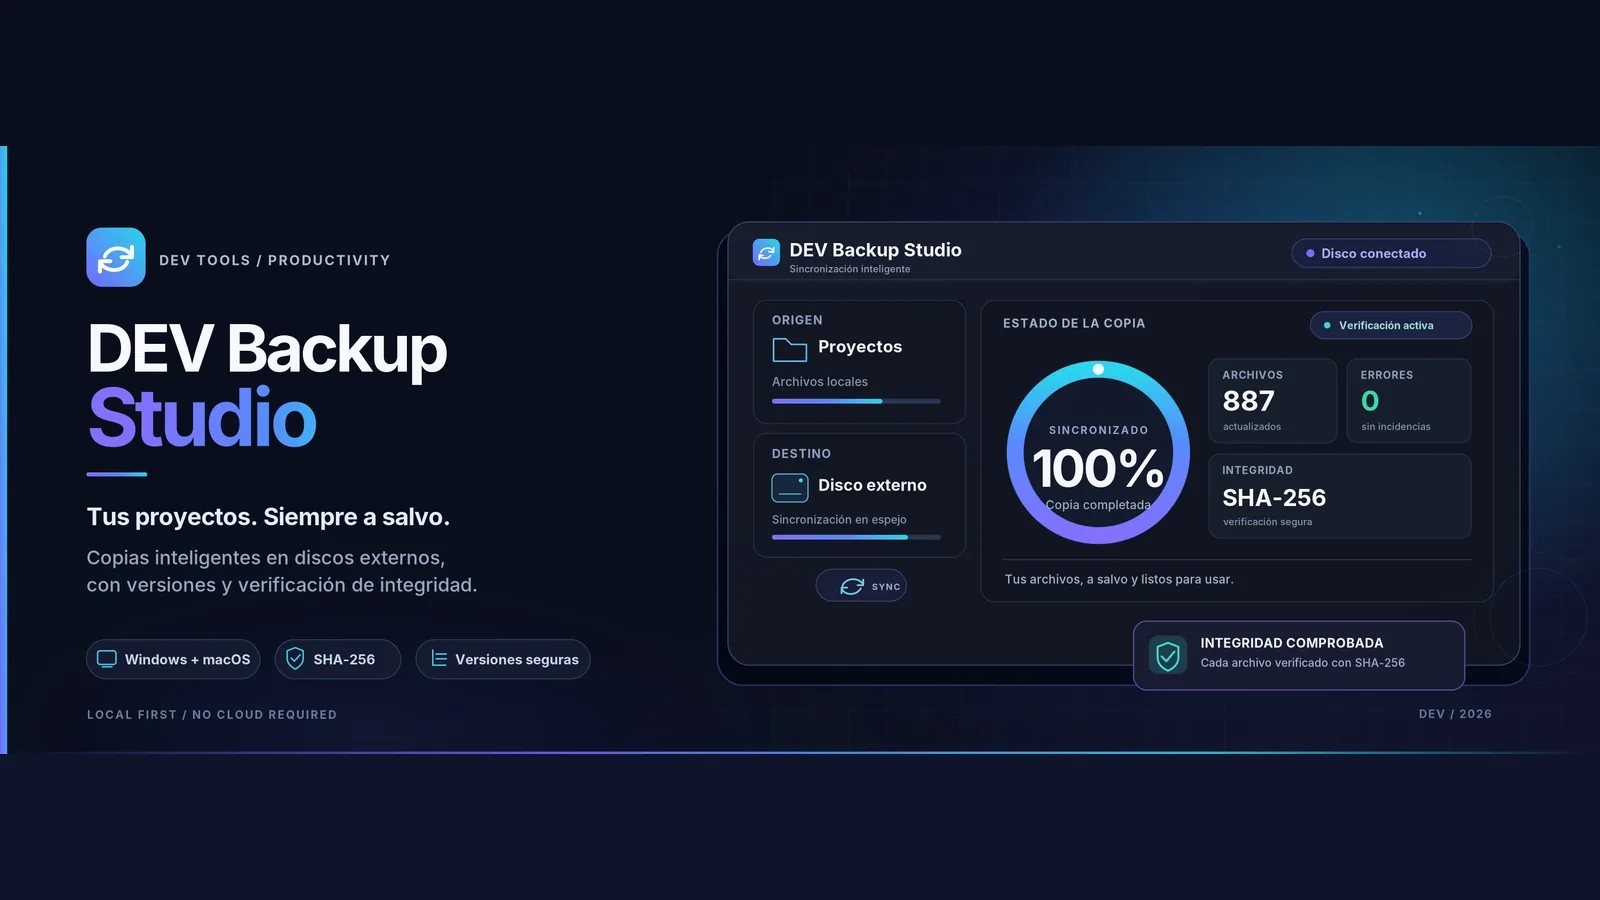 DEV TOOLS / PRODUCTIVITY
DEV Backup
Studio
Tus proyectos. Siempre a salvo.
Copias inteligentes en discos externos,
con versiones y verificación de integridad.
Windows + macOS
SHA-256
Versiones seguras
LOCAL FIRST / NO CLOUD REQUIRED
DEV Backup Studio
Sincronización inteligente
Disco conectado
ORIGEN
Proyectos
Archivos locales
DESTINO
Disco externo
Sincronización en espejo
SYNC
ESTADO DE LA COPIA
Verificación activa
SINCRONIZADO
100%
Copia completada
ARCHIVOS
887
actualizados
ERRORES
0
sin incidencias
INTEGRIDAD
SHA-256
verificación segura
Tus archivos, a salvo y listos para usar.
INTEGRIDAD COMPROBADA
Cada archivo verificado con SHA-256
DEV / 2026